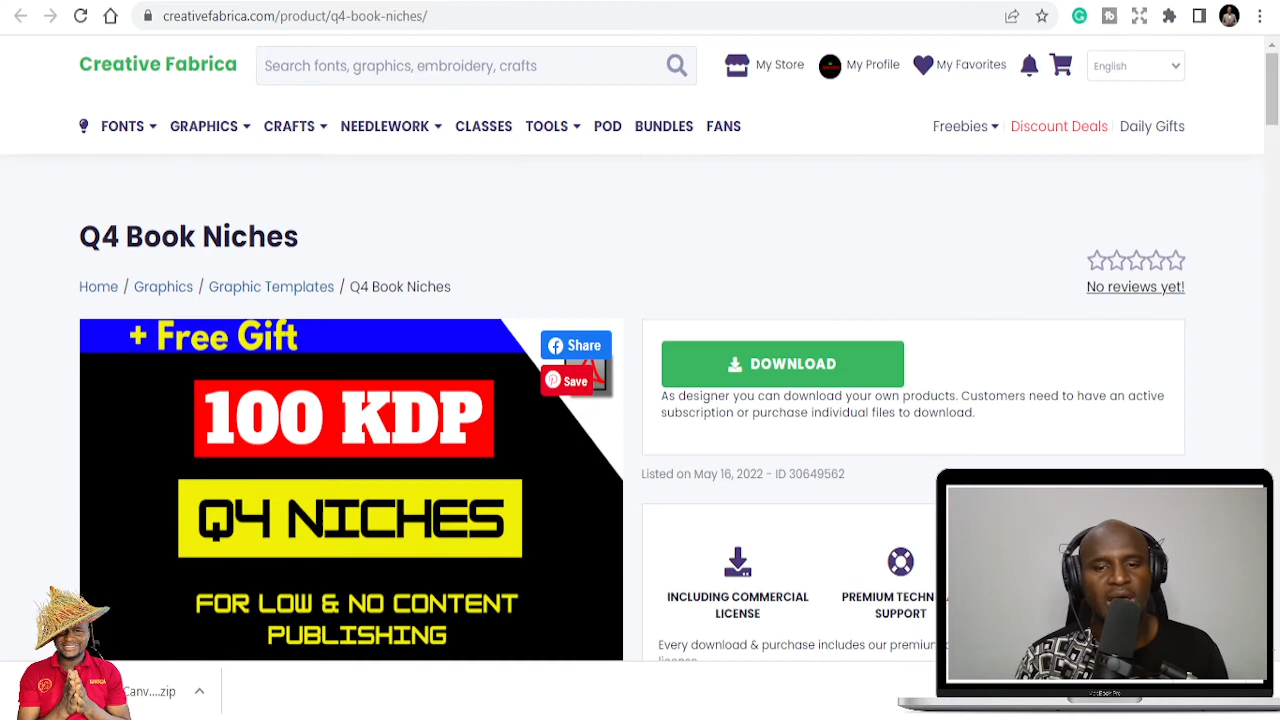 creativefabrica.com/product/q4-book-niches/
Creative Fabrica
Search fonts, graphics, embroidery, crafts
My Store
My Profile
My Favorites
English
FONTS GRAPHICS CRAFTS NEEDLEWORK CLASSES TOOLS POD BUNDLES FANS
Freebies Discount Deals Daily Gifts
Q4 Book Niches
No reviews yet!
Home / Graphics / Graphic Templates / Q4 Book Niches
+ Free Gift
Share
Save
100 KDP
Q4 NICHES
FOR LOW & NO CONTENT
PUBLISHING
DOWNLOAD
As designer you can download your own products. Customers need to have an active
subscription or purchase individual files to download.
Listed on May 16, 2022 - ID 30649562
INCLUDING COMMERCIAL
LICENSE
PREMIUM TECHN
SUPPORT
Every download & purchase includes our premium
license.
Canv....zip
MacBook Pro